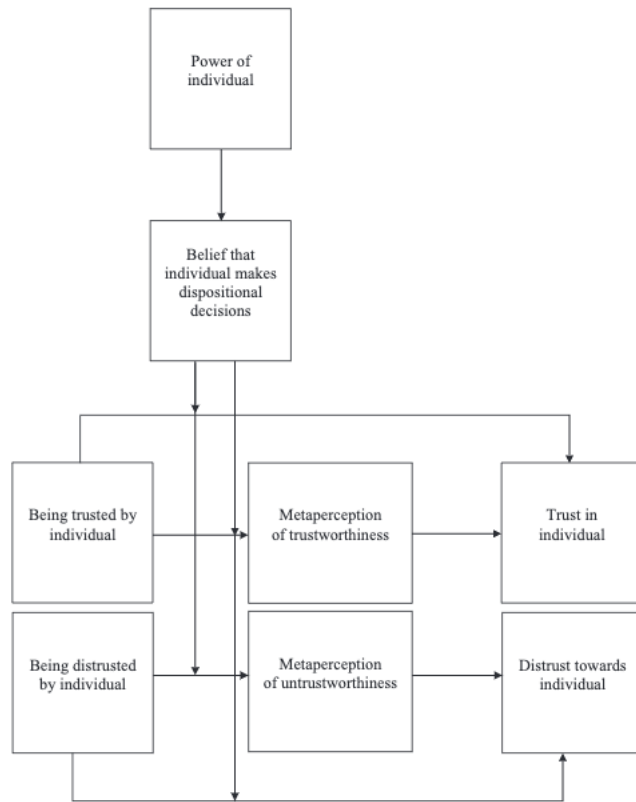 Power of
individual
Belief that
individual makes
dispositional
decisions
Being trusted by
individual
Metaperception
of trustworthiness
Trust in
individual
Being distrusted
by individual
Metaperception
of untrustworthiness
Distrust towards
individual